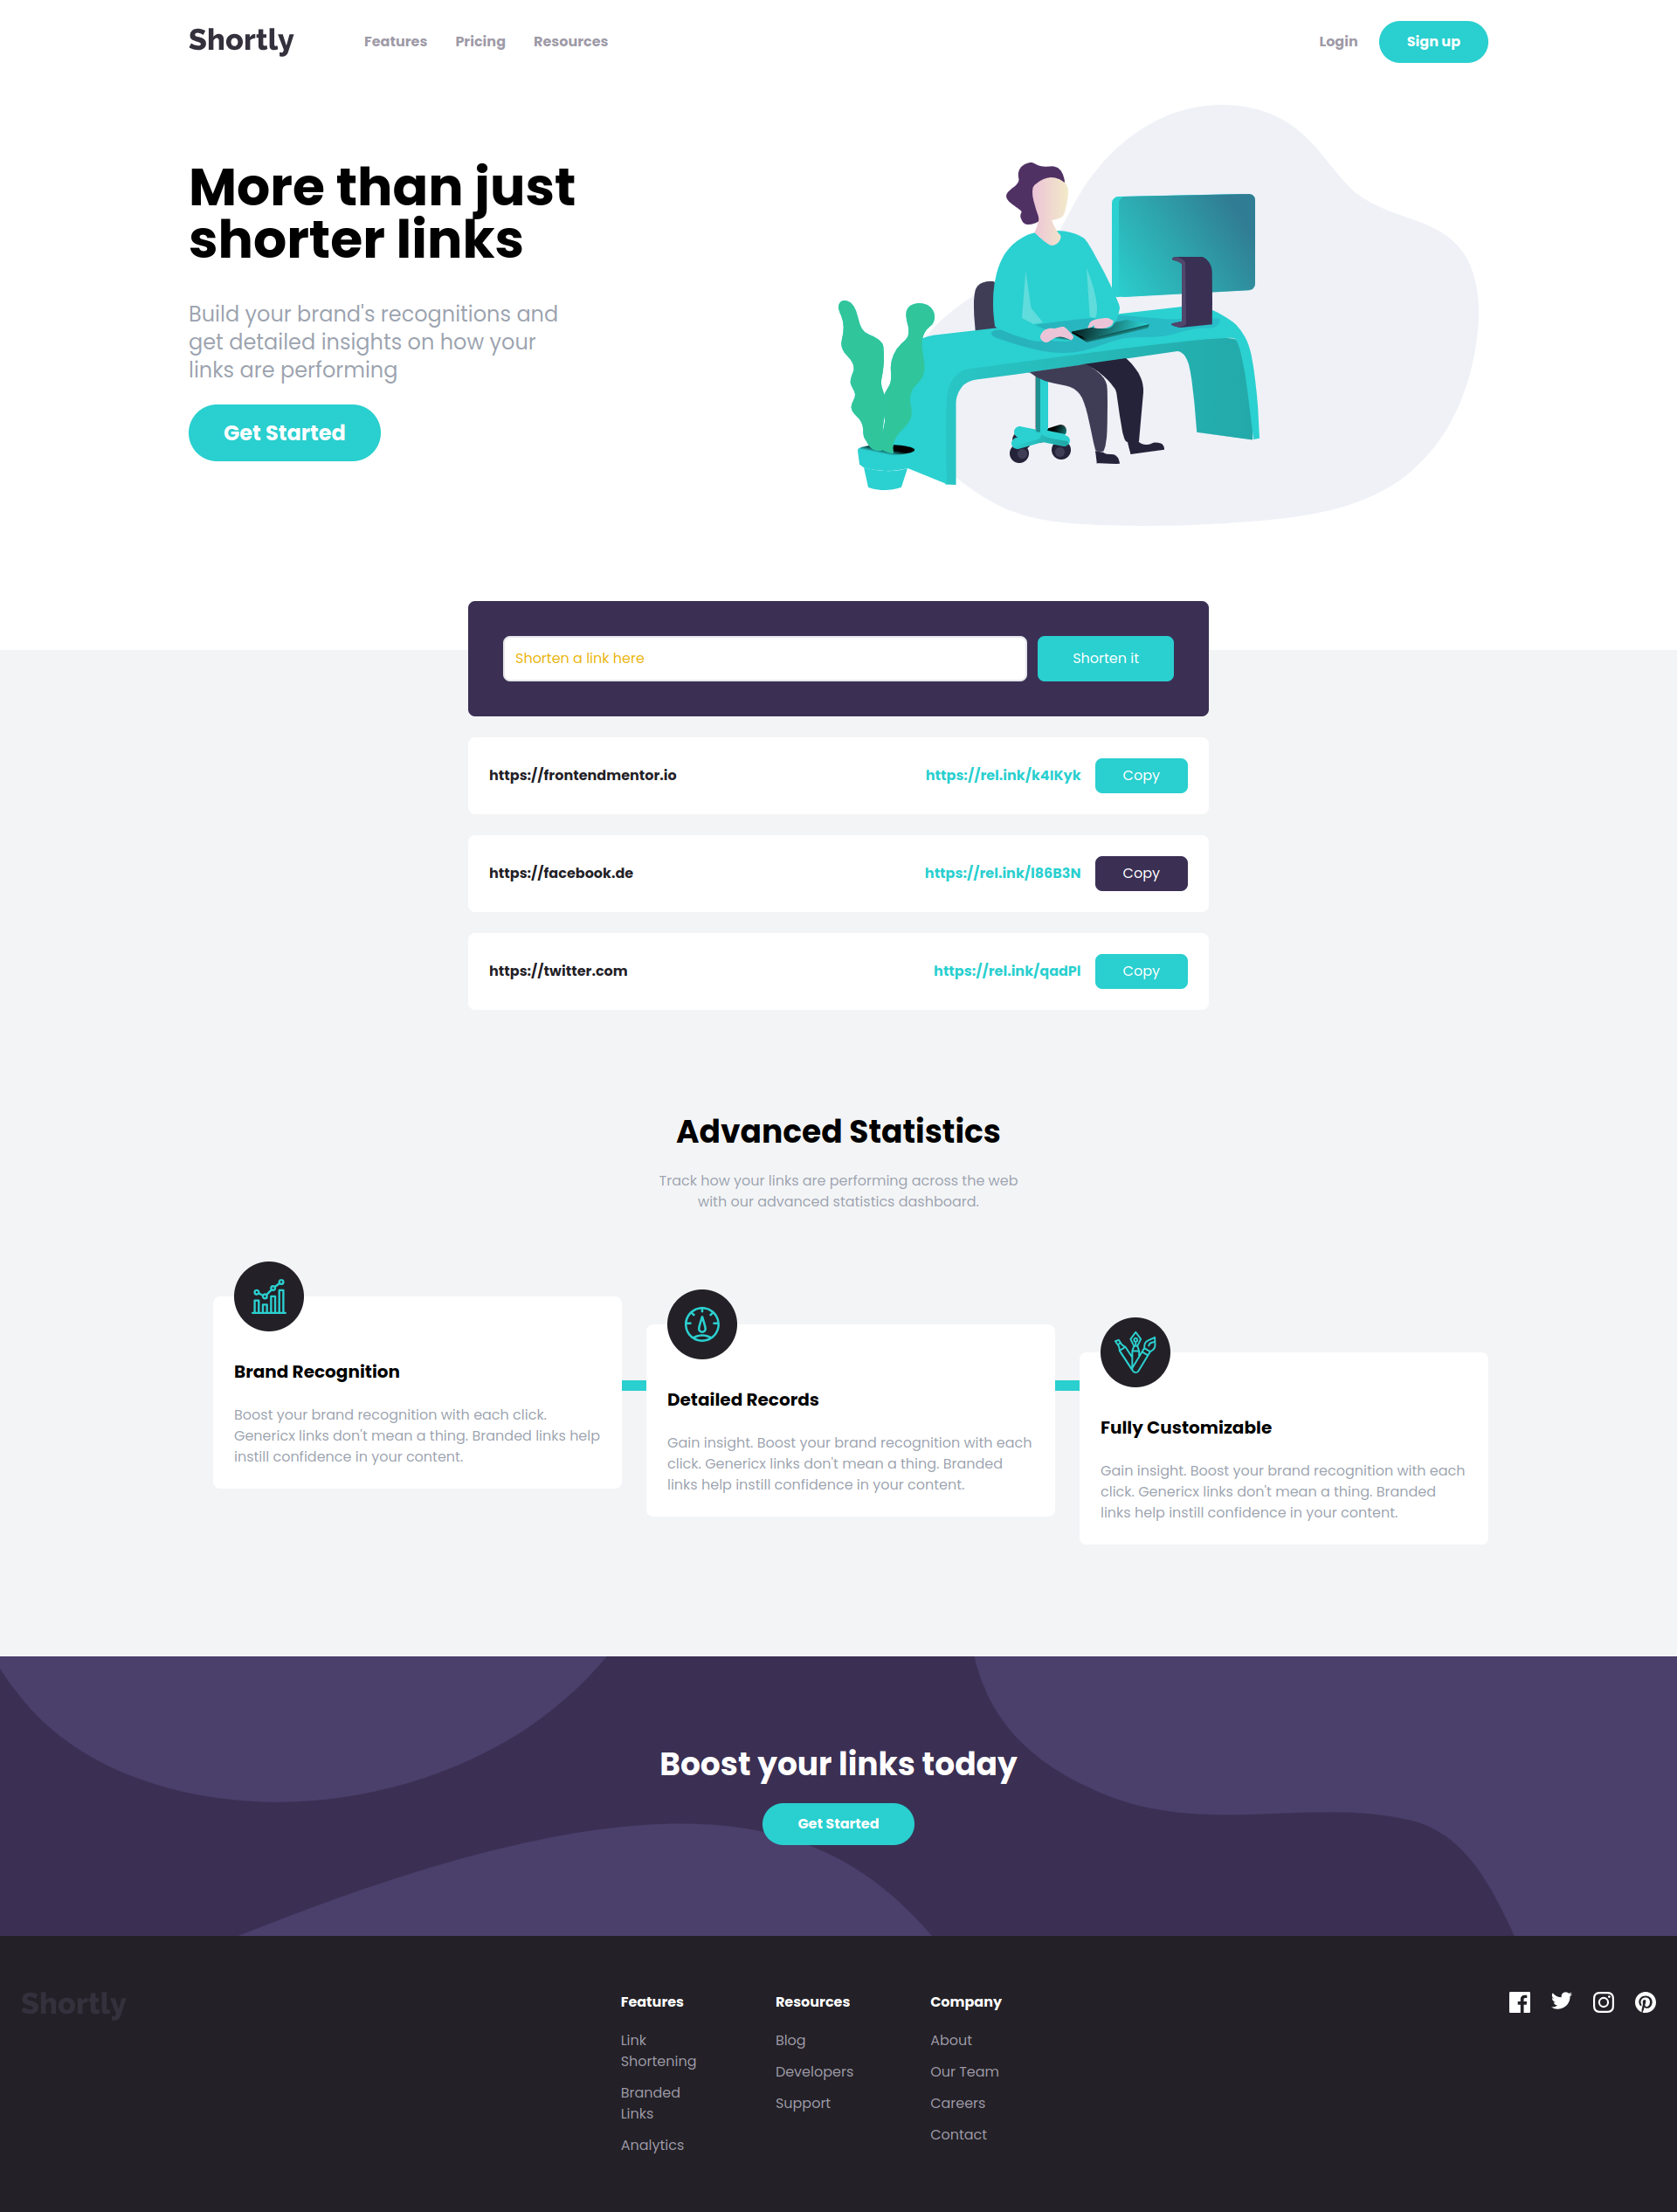 Shortly
Features
Pricing
Resources
Login
Sign up
More than just
shorter links
Build your brand's recognitions and
get detailed insights on how your
links are performing
Get Started
Shorten a link here
Shorten it
https://frontendmentor.io
https://rel.ink/k4IKyk
Copy
https://facebook.de
https://rel.ink/l86B3N
Copy
https://twitter.com
https://rel.ink/qadPl
Copy
Advanced Statistics
Track how your links are performing across the web
with our advanced statistics dashboard.
Brand Recognition
Boost your brand recognition with each click.
Genericx links don't mean a thing. Branded links help
instill confidence in your content.
Detailed Records
Gain insight. Boost your brand recognition with each
click. Genericx links don't mean a thing. Branded
links help instill confidence in your content.
Fully Customizable
Gain insight. Boost your brand recognition with each
click. Genericx links don't mean a thing. Branded
links help instill confidence in your content.
Boost your links today
Get Started
Shortly
Features
Link
Shortening
Branded
Links
Analytics
Resources
Blog
Developers
Support
Company
About
Our Team
Careers
Contact